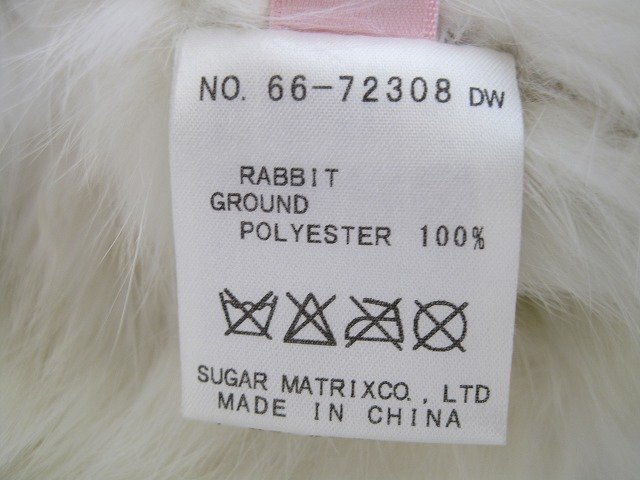 NO. 66-72308 DW
RABBIT
GROUND
POLYESTER 100%
SUGAR MATRIXCO., LTD
MADE IN CHINA